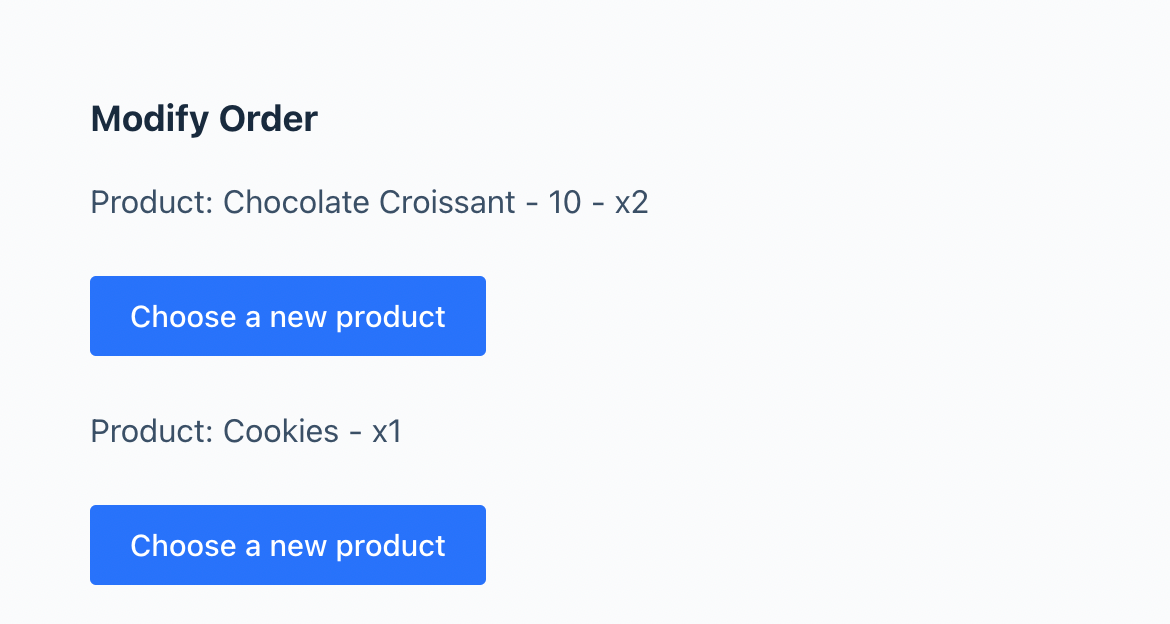 Modify Order
Product: Chocolate Croissant - 10 - x2
Choose a new product
Product: Cookies - x1
Choose a new product